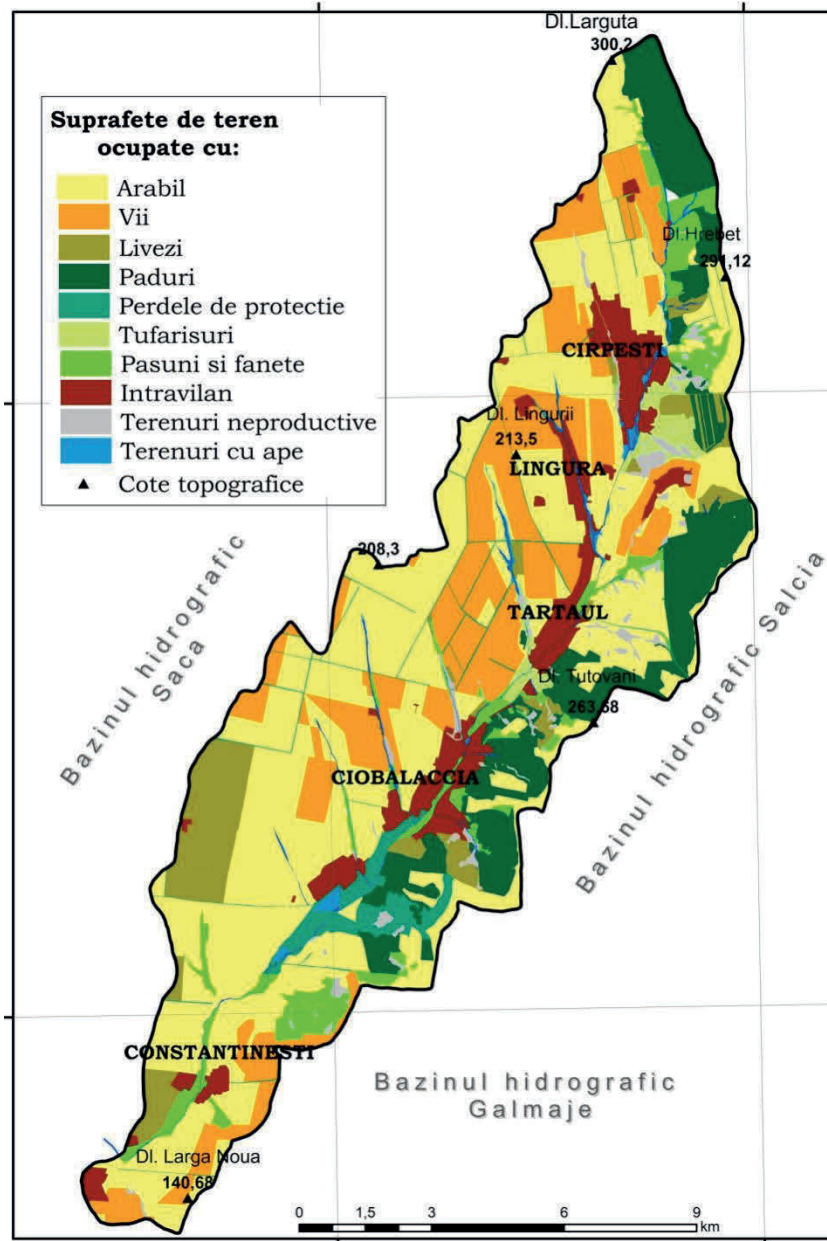 Dl.Larguta
300,2
Suprafete de teren
ocupate cu:
Arabil
Vii
Livezi
Paduri
Perdele de protectie
Tufarisuri
Pasuni si fanete
Intravilan
Terenuri neproductive
Terenuri cu ape
Cote topografice
Dl.Hrebet
291,12
CIRPESTI
Dl. Lingurii
213,5
LINGURA
208,3
TARTAUL
Dl. Tutovani
263,68
Bazinul hidrografic
Saca
Bazinul hidrografic Salcia
CIOBALACCIA
CONSTANTINESTI
Bazinul hidrografic
Galmaje
Dl. Larga Noua
140,68
0 1,5 3 6 9
km